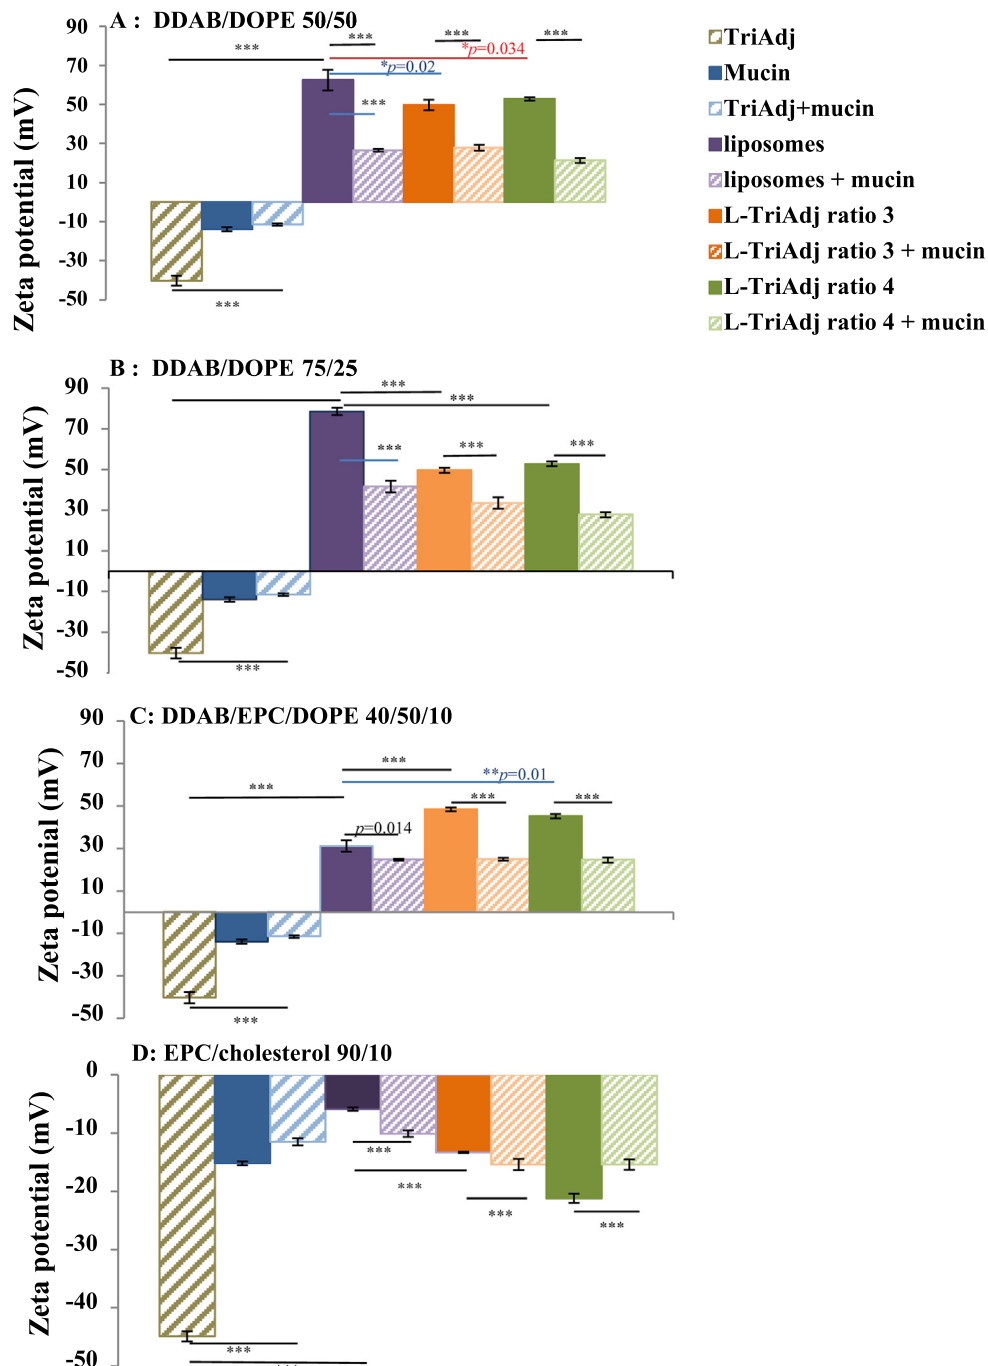 A : DDAB/DOPE 50/50
Zeta potential (mV)
90
70
50
30
10
-10
-30
-50
***
***
***
***
*p=0.034
*p=0.02
***
***
TriAdj
Mucin
TriAdj+mucin
liposomes
liposomes + mucin
L-TriAdj ratio 3
L-TriAdj ratio 3 + mucin
L-TriAdj ratio 4
L-TriAdj ratio 4 + mucin
B : DDAB/DOPE 75/25
Zeta potential (mV)
90
70
50
30
10
-10
-30
-50
***
***
***
***
***
***
C: DDAB/EPC/DOPE 40/50/10
Zeta potenial (mV)
90
70
50
30
10
-10
-30
-50
***
***
**p=0.01
***
***
p=0.014
***
D: EPC/cholesterol 90/10
Zeta potential (mV)
0
-10
-20
-30
-40
-50
***
***
***
***
***